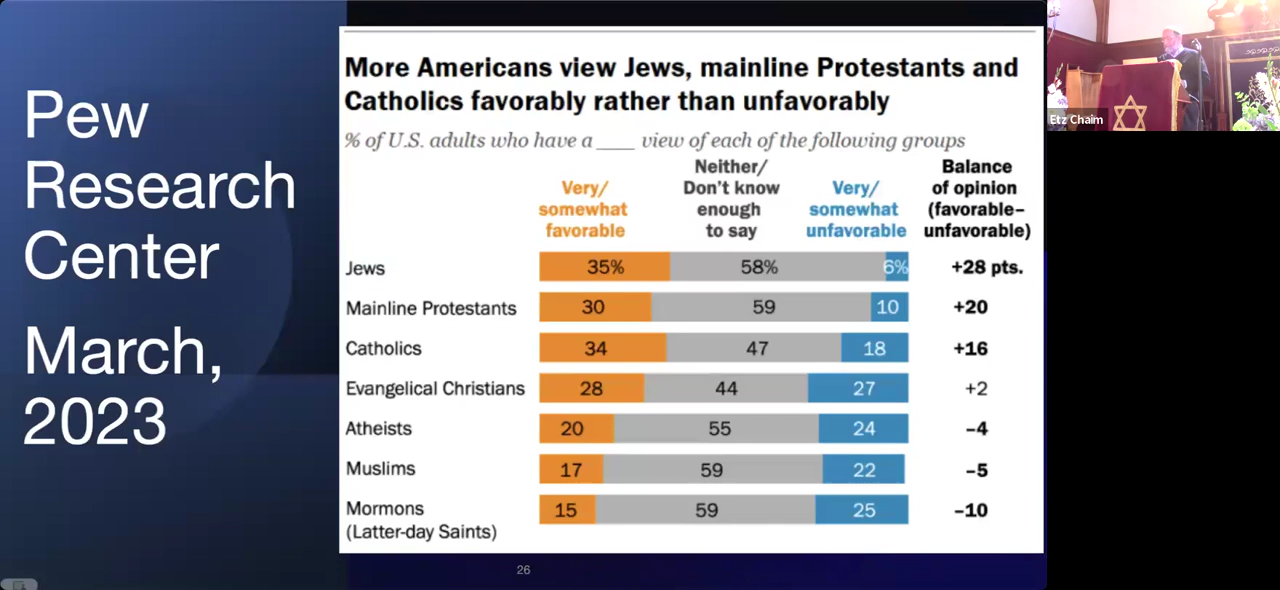 Pew
Research
Center
March,
2023
More Americans view Jews, mainline Protestants and
Catholics favorably rather than unfavorably
% of U.S. adults who have a ___ view of each of the following groups
Very/
somewhat
favorable
Neither/
Don't know
enough
to say
Very/
somewhat
unfavorable
Balance
of opinion
(favorable–
unfavorable)
Jews 35% 58% 6% +28 pts.
Mainline Protestants 30 59 10 +20
Catholics 34 47 18 +16
Evangelical Christians 28 44 27 +2
Atheists 20 55 24 –4
Muslims 17 59 22 –5
Mormons
(Latter-day Saints) 15 59 25 –10
26
Etz Chaim